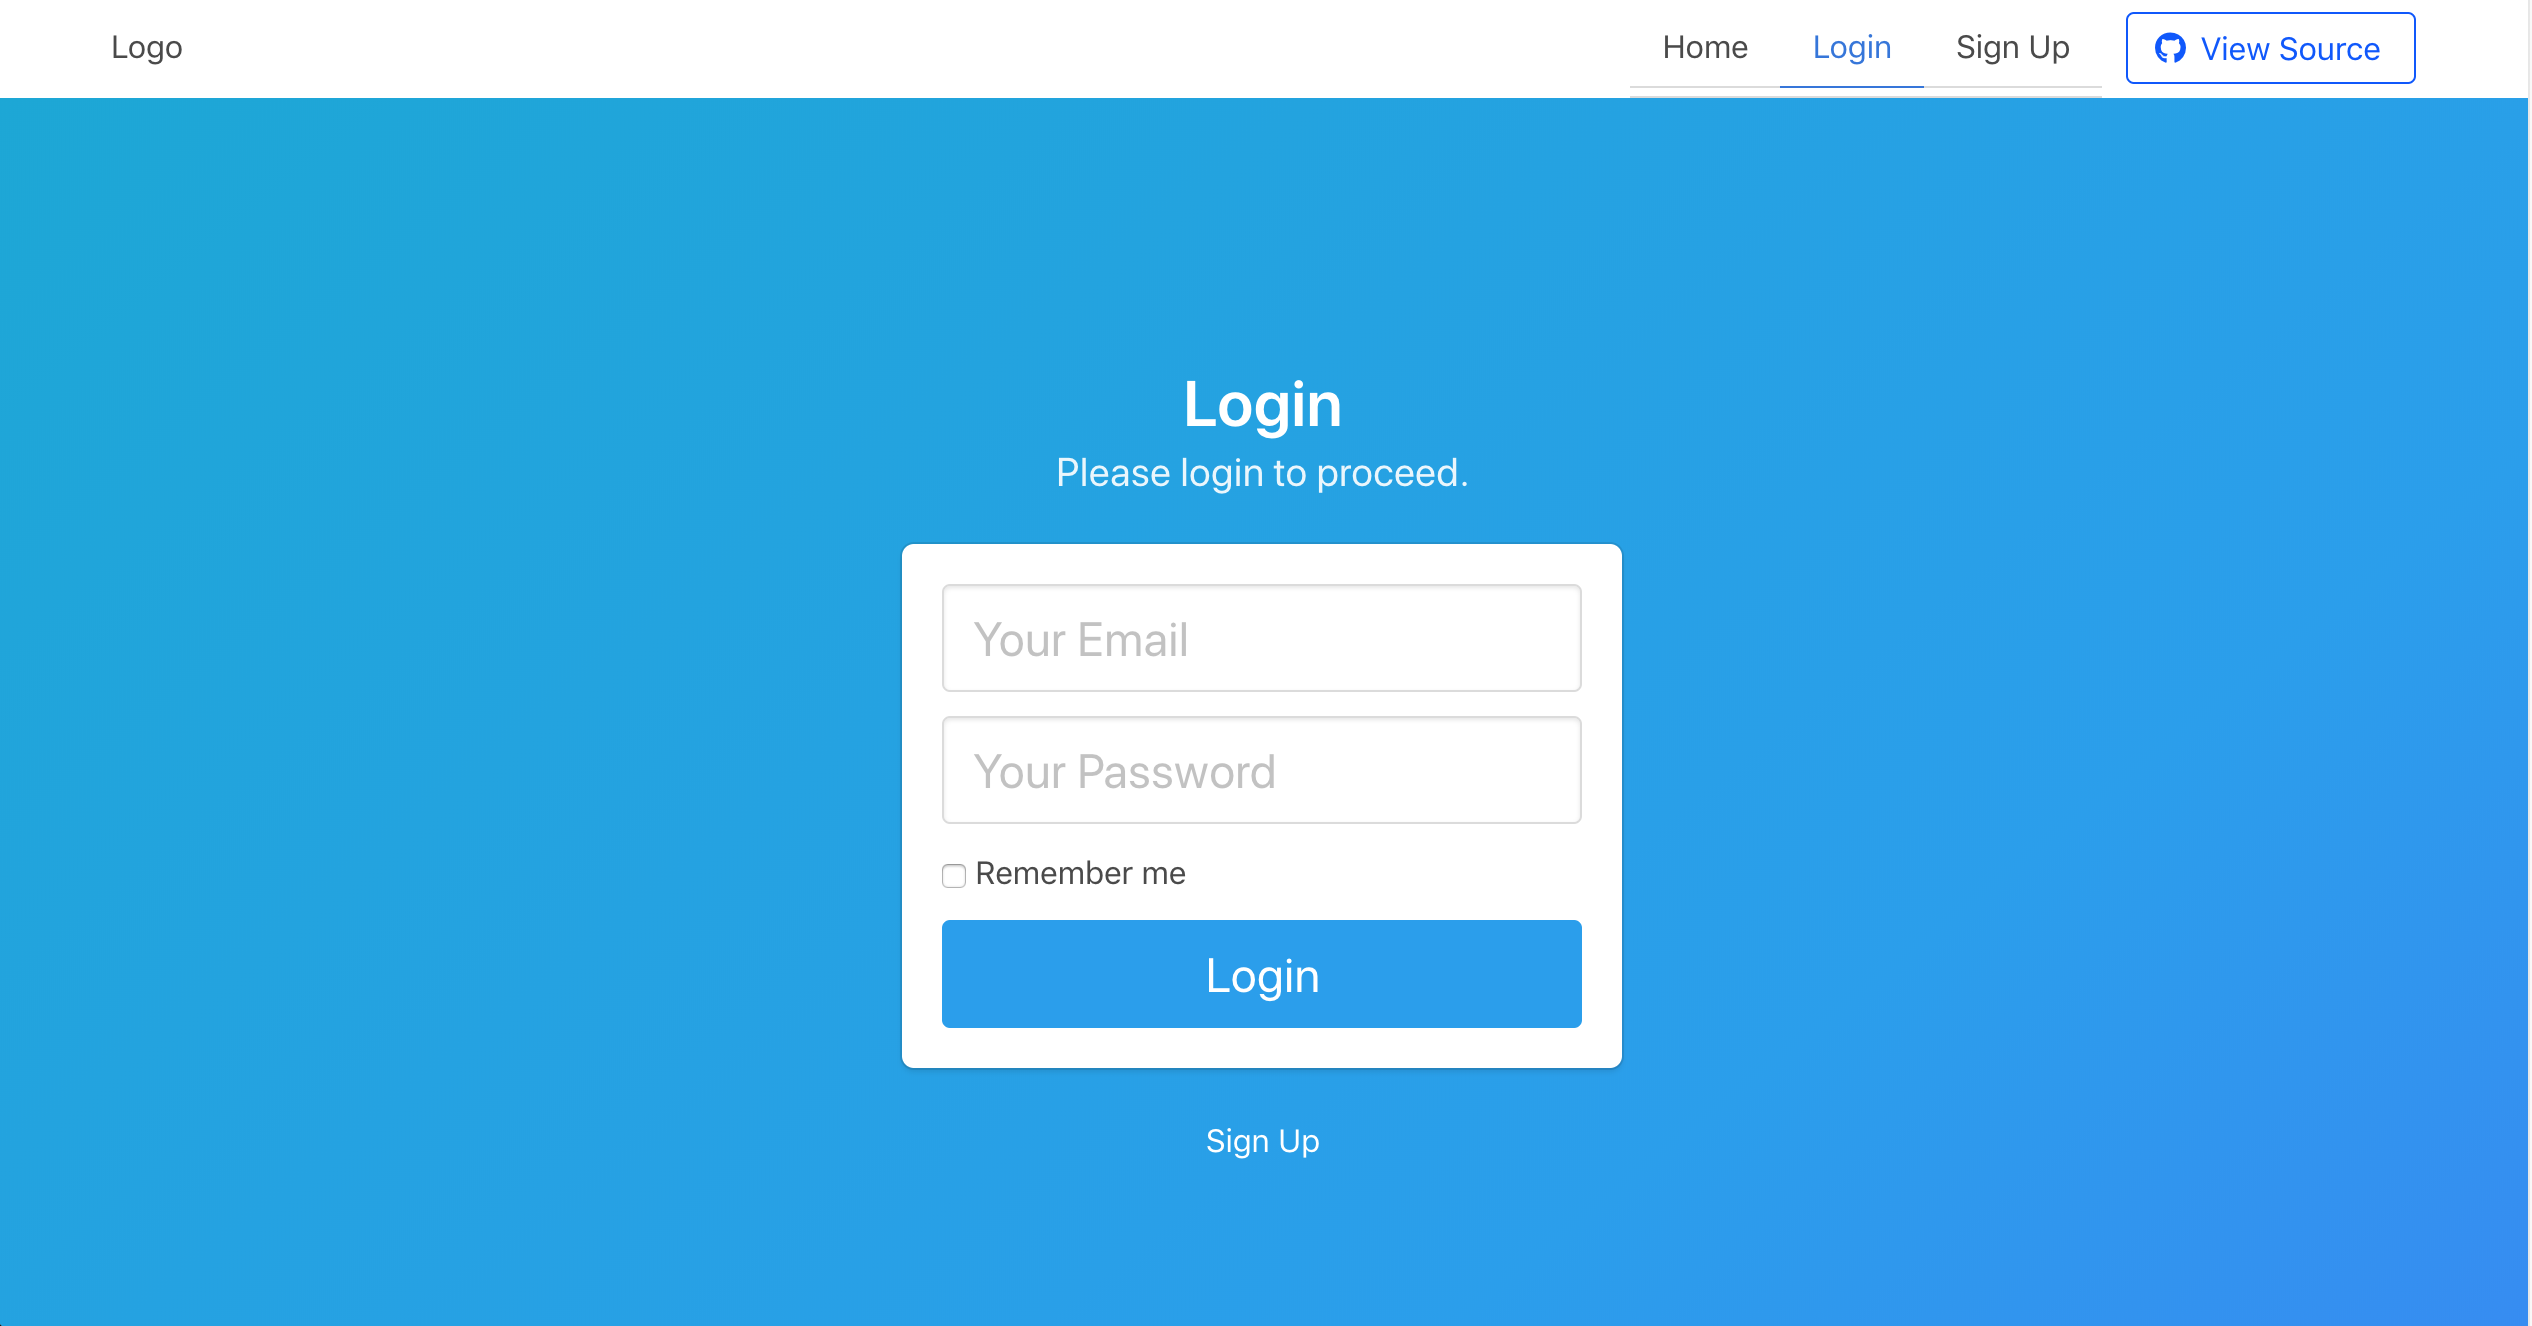 Logo
Home Login Sign Up View Source
Login
Please login to proceed.
Your Email
Your Password
Remember me
Login
Sign Up